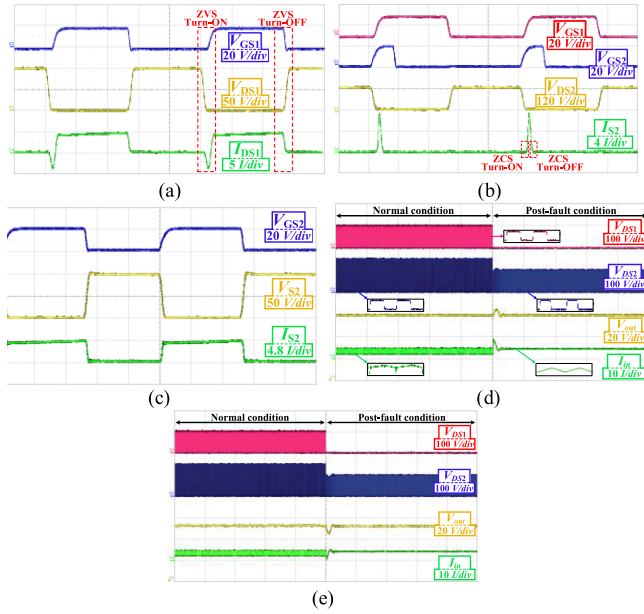 ZVS
Turn-ON
ZVS
Turn-OFF
VGS1
20 V/div
VDS1
50 V/div
IDS1
5 I/div
(a)
VGS1
20 V/div
VGS2
20 V/div
VDS2
120 V/div
IS2
4 I/div
ZCS
Turn-ON
ZCS
Turn-OFF
(b)
VGS2
20 V/div
VS2
50 V/div
IS2
4.8 I/div
(c)
Normal condition
Post-fault condition
VDS1
100 V/div
VDS2
100 V/div
Vout
20 V/div
Iin
10 I/div
(d)
Normal condition
Post-fault condition
VDS1
100 V/div
VDS2
100 V/div
Vout
20 V/div
Iin
10 I/div
(e)